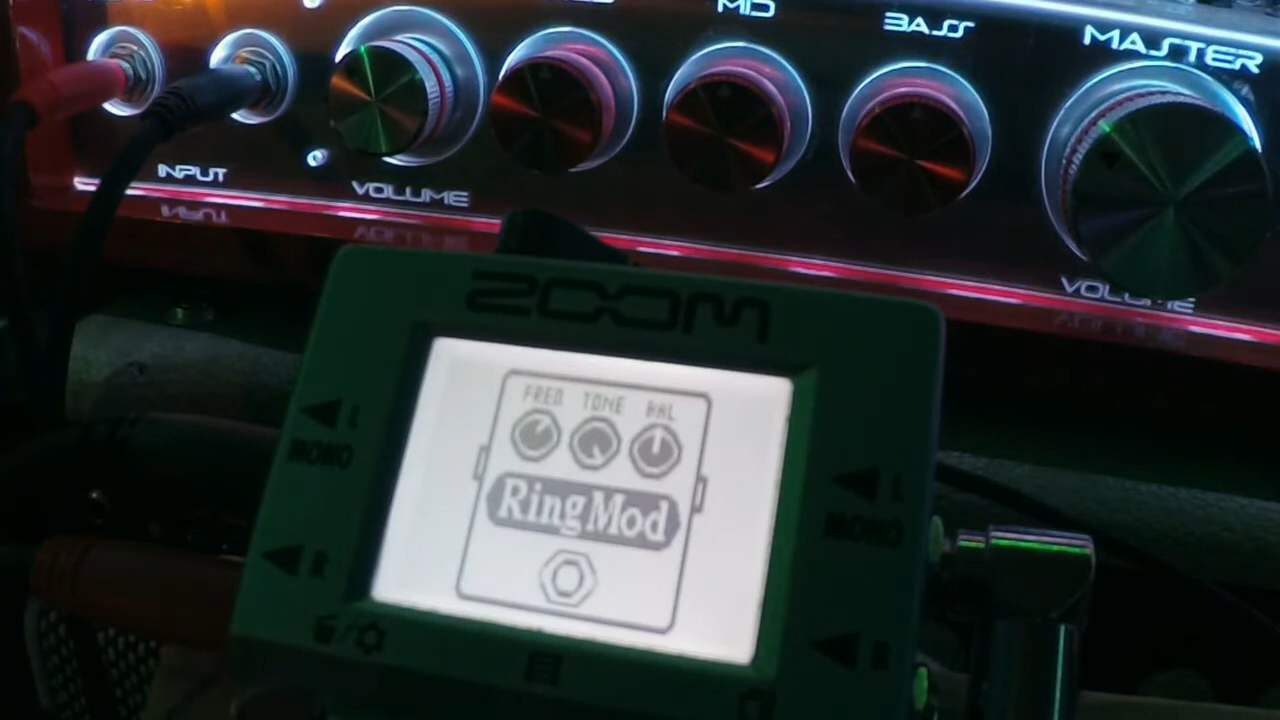 MID
BASS
MASTER
INPUT
VOLUME
VOLUME
ZOOM
FREQ TONE BAL
RingMod
L
MONO
R
L
MONO
R